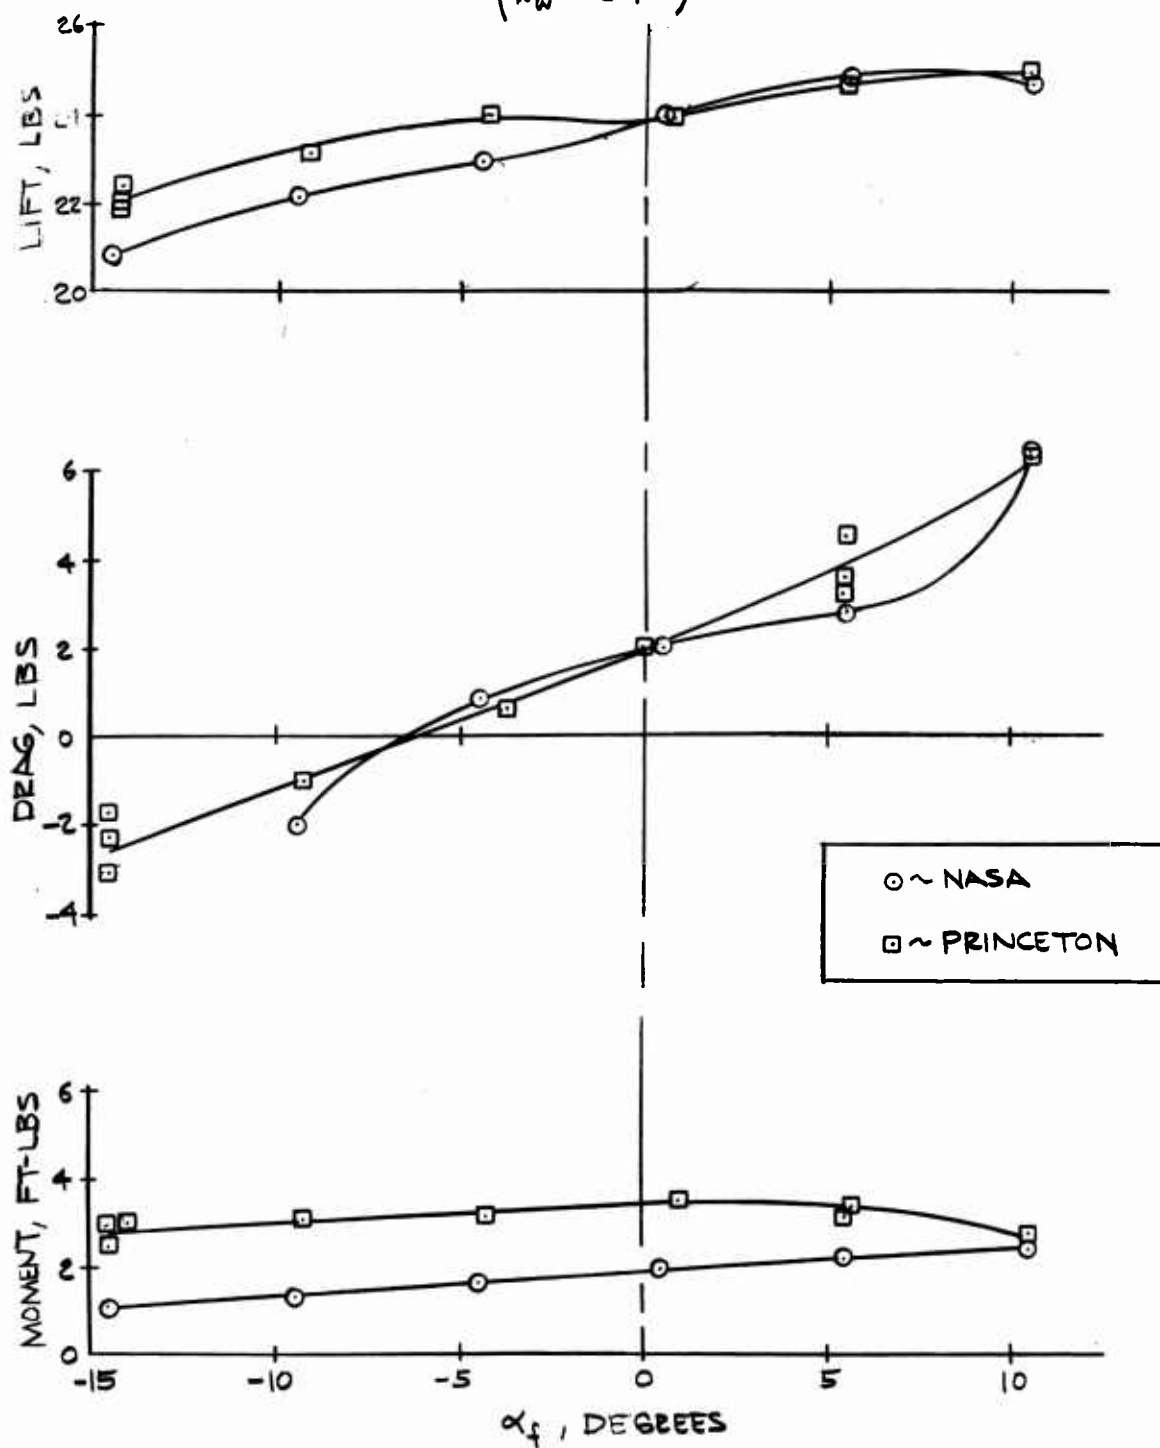 26
LIFT, LBS
22
20
6
4
2
0
-2
-4
DRAG, LBS
⊙ ~ NASA
⊡ ~ PRINCETON
6
4
2
0
MOMENT, FT-LBS
-15 -10 -5 0 5 10
α_f, DEGREES